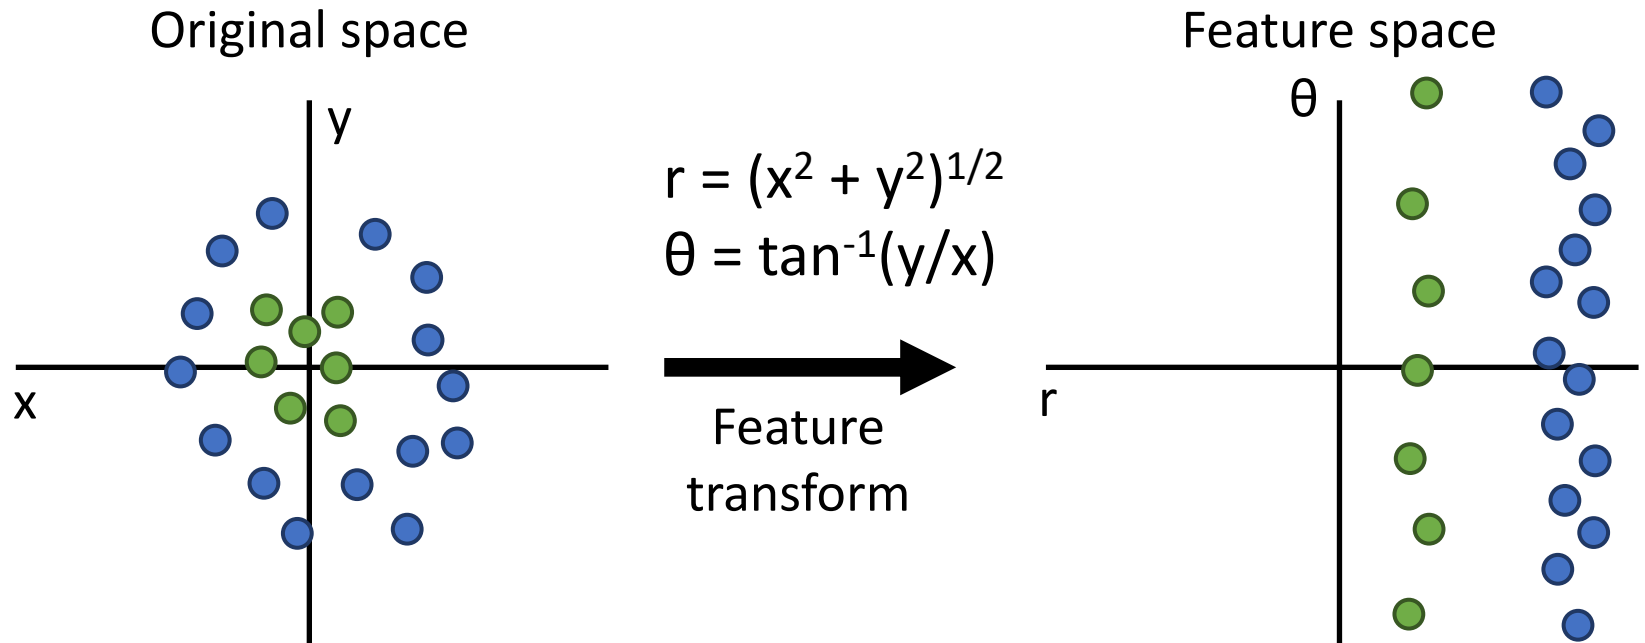 Original space
Feature space
y
θ
r = (x² + y²)^1/2
θ = tan⁻¹(y/x)
x
r
Feature
transform